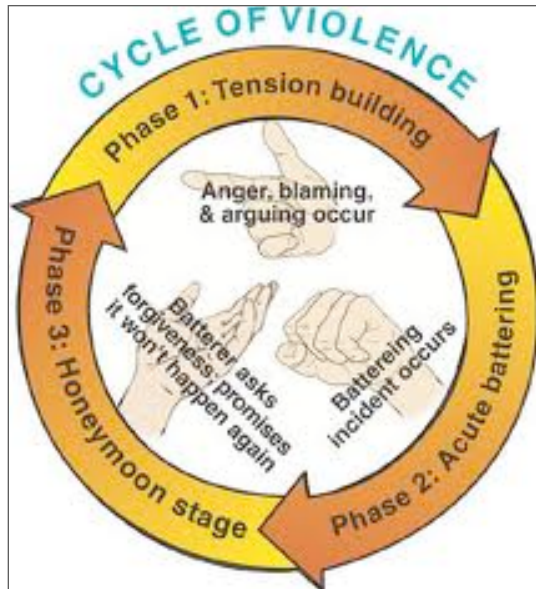 CYCLE OF VIOLENCE
Phase 1: Tension building
Anger, blaming,
& arguing occur
Phase 2: Acute battering
Battereing
incident occurs
Phase 3: Honeymoon stage
Batterer asks
forgiveness; promises
it won't happen again